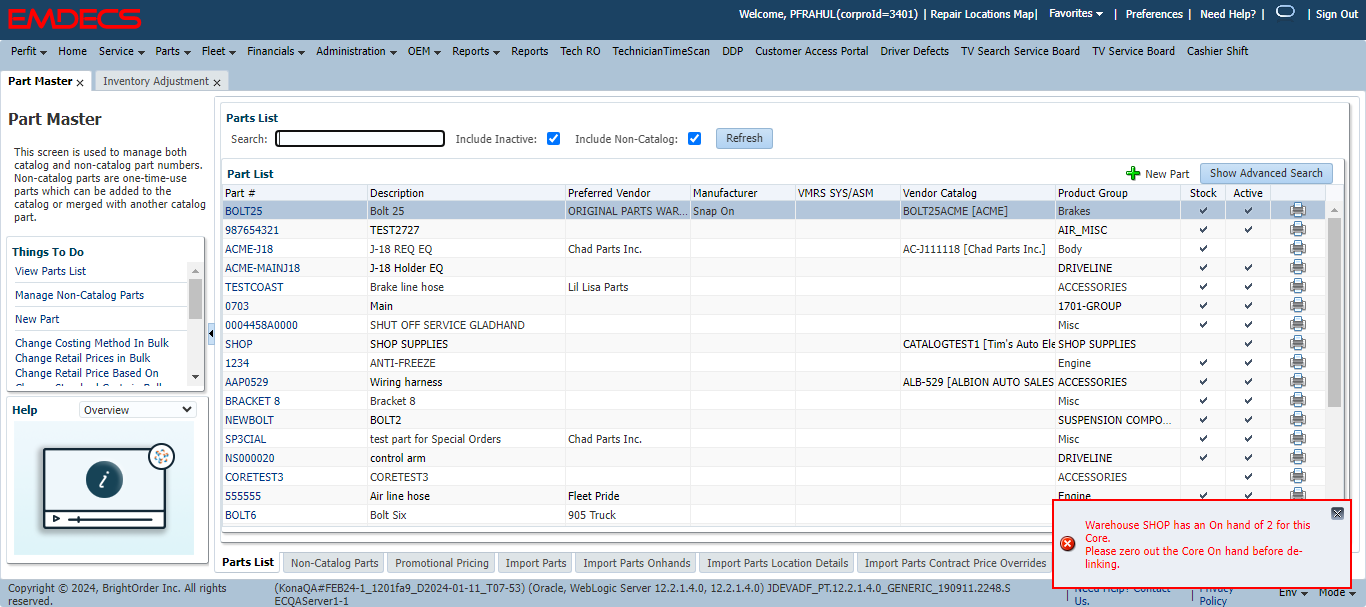 EMDECS
Welcome, PFRAHUL(corproId=3401) | Repair Locations Map| Favorites | Preferences | Need Help? | | Sign Out
Perfit Home Service Parts Fleet Financials Administration OEM Reports Reports Tech RO TechnicianTimeScan DDP Customer Access Portal Driver Defects TV Search Service Board TV Service Board Cashier Shift
Part Master Inventory Adjustment
Part Master
This screen is used to manage both
catalog and non-catalog part numbers.
Non-catalog parts are one-time-use
parts which can be added to the
catalog or merged with another catalog
part.
Things To Do
View Parts List
Manage Non-Catalog Parts
New Part
Change Costing Method In Bulk
Change Retail Prices in Bulk
Change Retail Price Based On
Help Overview
i
Parts List
Search: Include Inactive: Include Non-Catalog: Refresh
Part List New Part Show Advanced Search
Part # Description Preferred Vendor Manufacturer VMRS SYS/ASM Vendor Catalog Product Group Stock Active
BOLT25 Bolt 25 ORIGINAL PARTS WAR... Snap On BOLT25ACME [ACME] Brakes
987654321 TEST2727 AIR_MISC
ACME-J18 J-18 REQ EQ Chad Parts Inc. AC-J111118 [Chad Parts Inc.] Body
ACME-MAINJ18 J-18 Holder EQ DRIVELINE
TESTCOAST Brake line hose Lil Lisa Parts ACCESSORIES
0703 Main 1701-GROUP
0004458A0000 SHUT OFF SERVICE GLADHAND Misc
SHOP SHOP SUPPLIES CATALOGTEST1 [Tim's Auto Ele SHOP SUPPLIES
1234 ANTI-FREEZE Engine
AAP0529 Wiring harness ALB-529 [ALBION AUTO SALES ACCESSORIES
BRACKET 8 Bracket 8 Misc
NEWBOLT BOLT2 SUSPENSION COMPO...
SP3CIAL test part for Special Orders Chad Parts Inc. Misc
NS000020 control arm DRIVELINE
CORETEST3 CORETEST3 ACCESSORIES
555555 Air line hose Fleet Pride Engine
BOLT6 Bolt Six 905 Truck
Warehouse SHOP has an On hand of 2 for this
Core.
Please zero out the Core On hand before de-
linking.
Parts List Non-Catalog Parts Promotional Pricing Import Parts Import Parts Onhands Import Parts Location Details Import Parts Contract Price Overrides
Copyright © 2024, BrightOrder Inc. All rights
reserved.
(KonaQA#FEB24-1_1201fa9_D2024-01-11_T07-53) (Oracle, WebLogic Server 12.2.1.4.0, 12.2.1.4.0) JDEVADF_PT.12.2.1.4.0_GENERIC_190911.2248.S
ECQAServer1-1
| Need Help? Contact
Us.
| Privacy
Policy
Env Mode